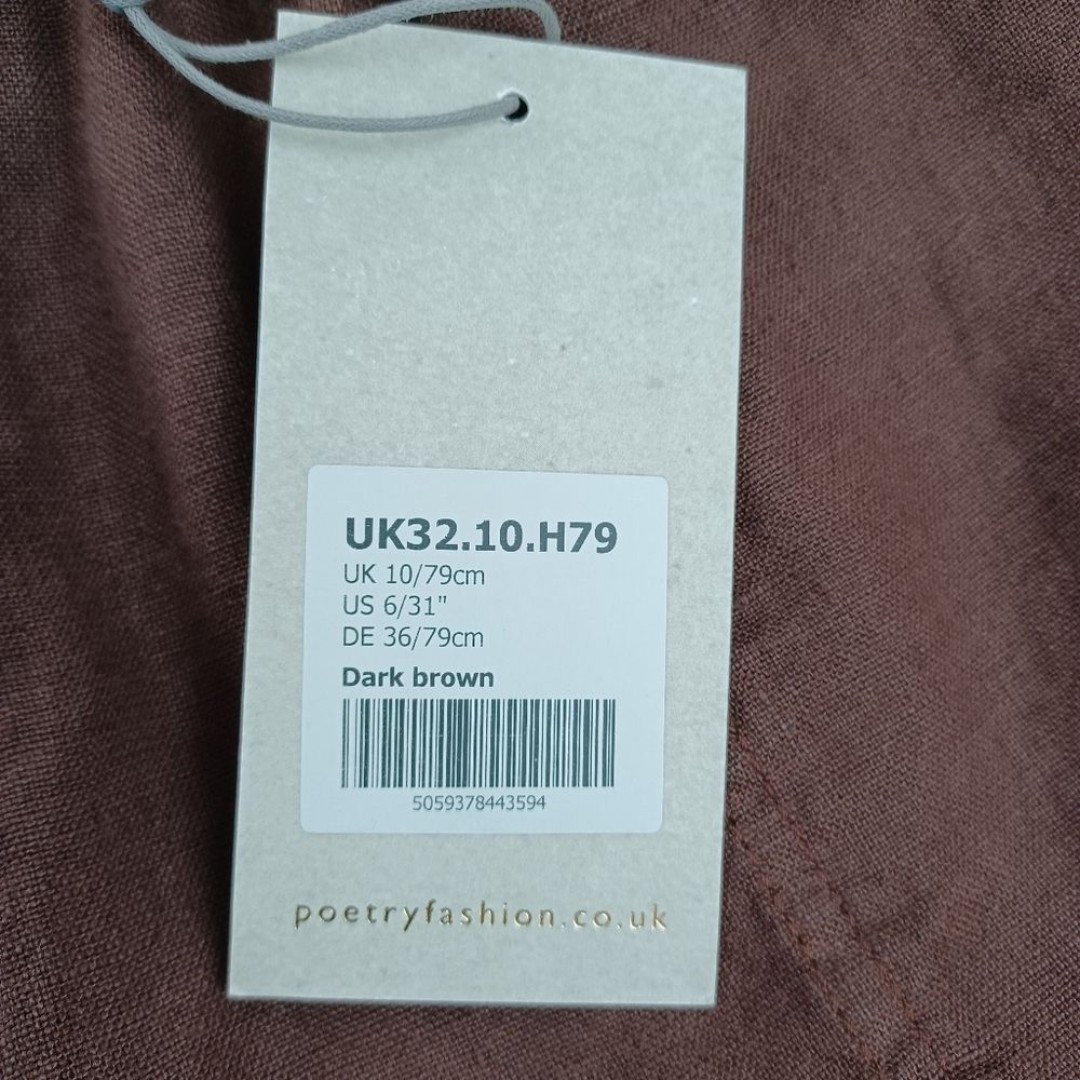 UK32.10.H79
UK 10/79cm
US 6/31"
DE 36/79cm
Dark brown
5059378443594
poetryfashion.co.uk